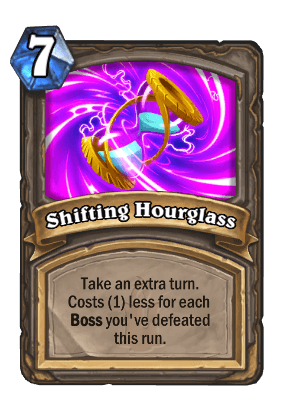 7
Shifting Hourglass
Take an extra turn.
Costs (1) less for each
Boss you've defeated
this run.